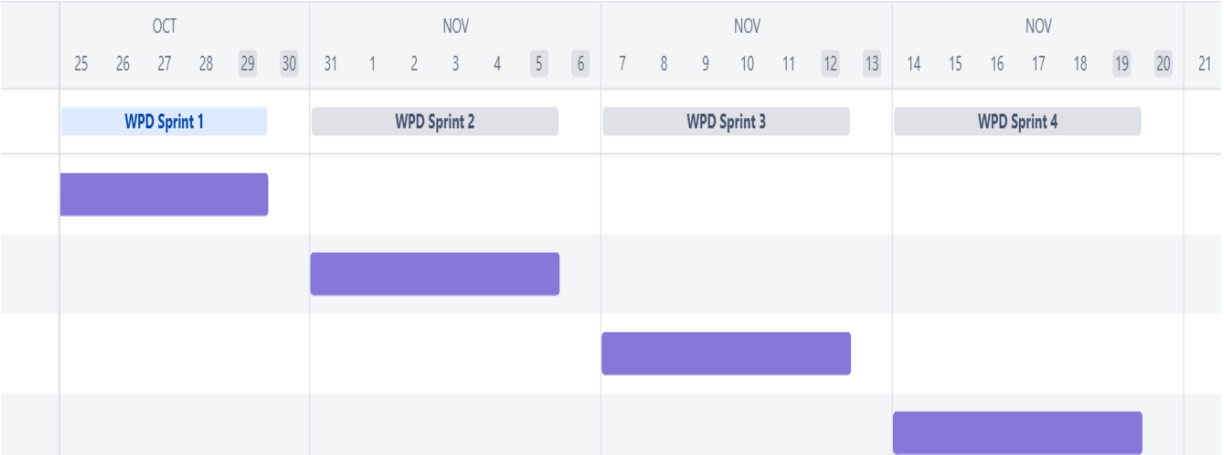 OCT NOV NOV NOV
25 26 27 28 29 30 31 1 2 3 4 5 6 7 8 9 10 11 12 13 14 15 16 17 18 19 20 21
WPD Sprint 1 WPD Sprint 2 WPD Sprint 3 WPD Sprint 4